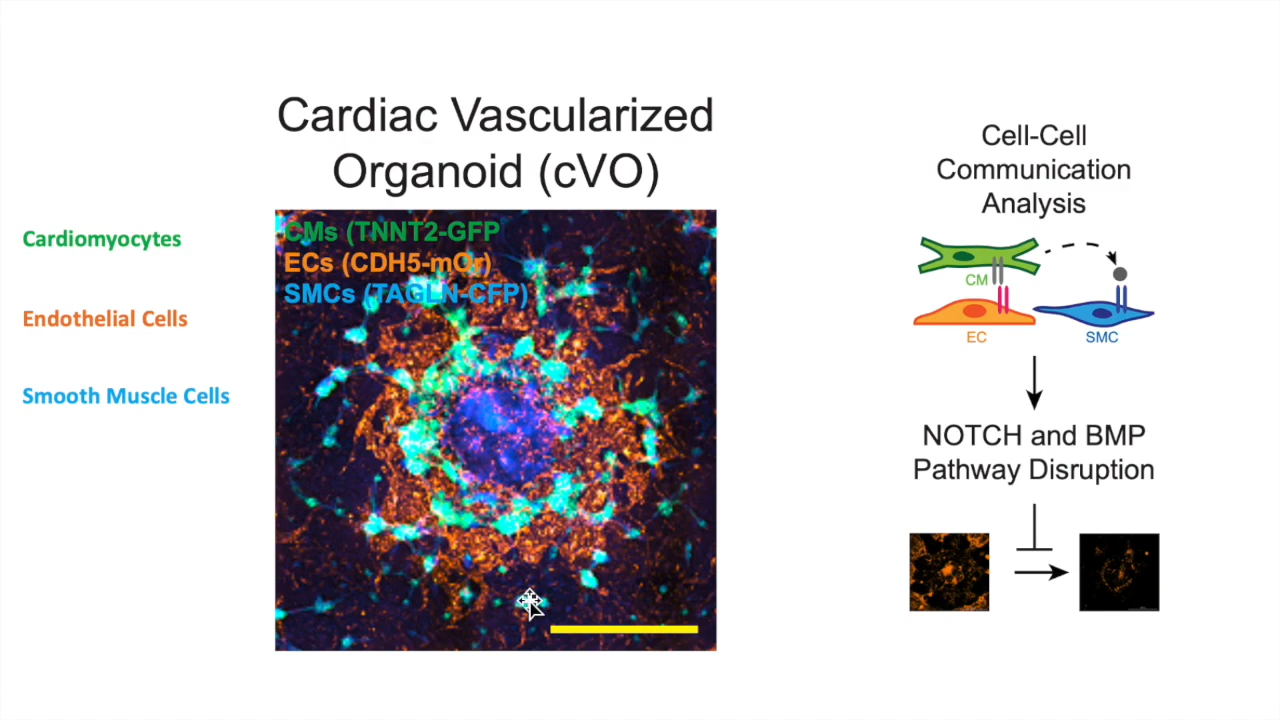 Cardiac Vascularized
Organoid (cVO)
Cardiomyocytes
Endothelial Cells
Smooth Muscle Cells
CMs (TNNT2-GFP
ECs (CDH5-mOr)
SMCs (TAGLN-CFP)
Cell-Cell
Communication
Analysis
CM
EC
SMC
NOTCH and BMP
Pathway Disruption